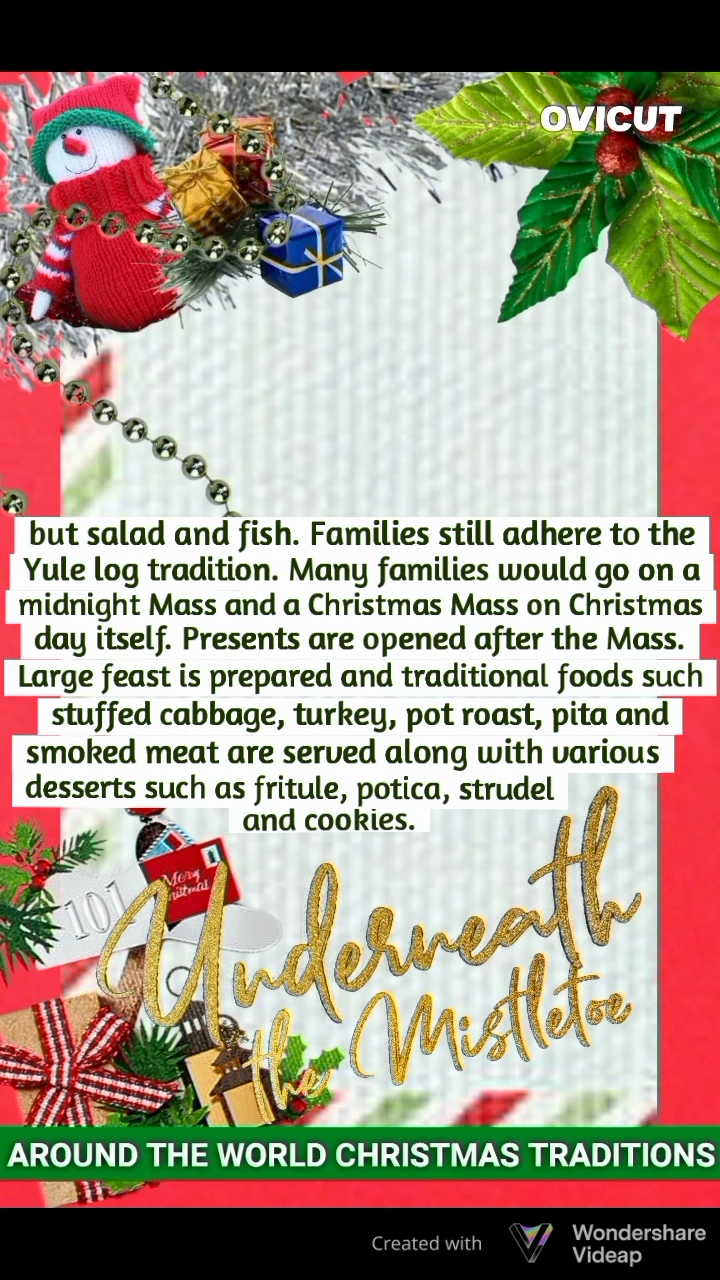 OVICUT
but salad and fish. Families still adhere to the
Yule log tradition. Many families would go on a
midnight Mass and a Christmas Mass on Christmas
day itself. Presents are opened after the Mass.
Large feast is prepared and traditional foods such
stuffed cabbage, turkey, pot roast, pita and
smoked meat are served along with various
desserts such as fritule, potica, strudel
and cookies.
Merry
Christmas
101
Underneath
the Mistletoe
AROUND THE WORLD CHRISTMAS TRADITIONS
Created with
Wondershare
Videap